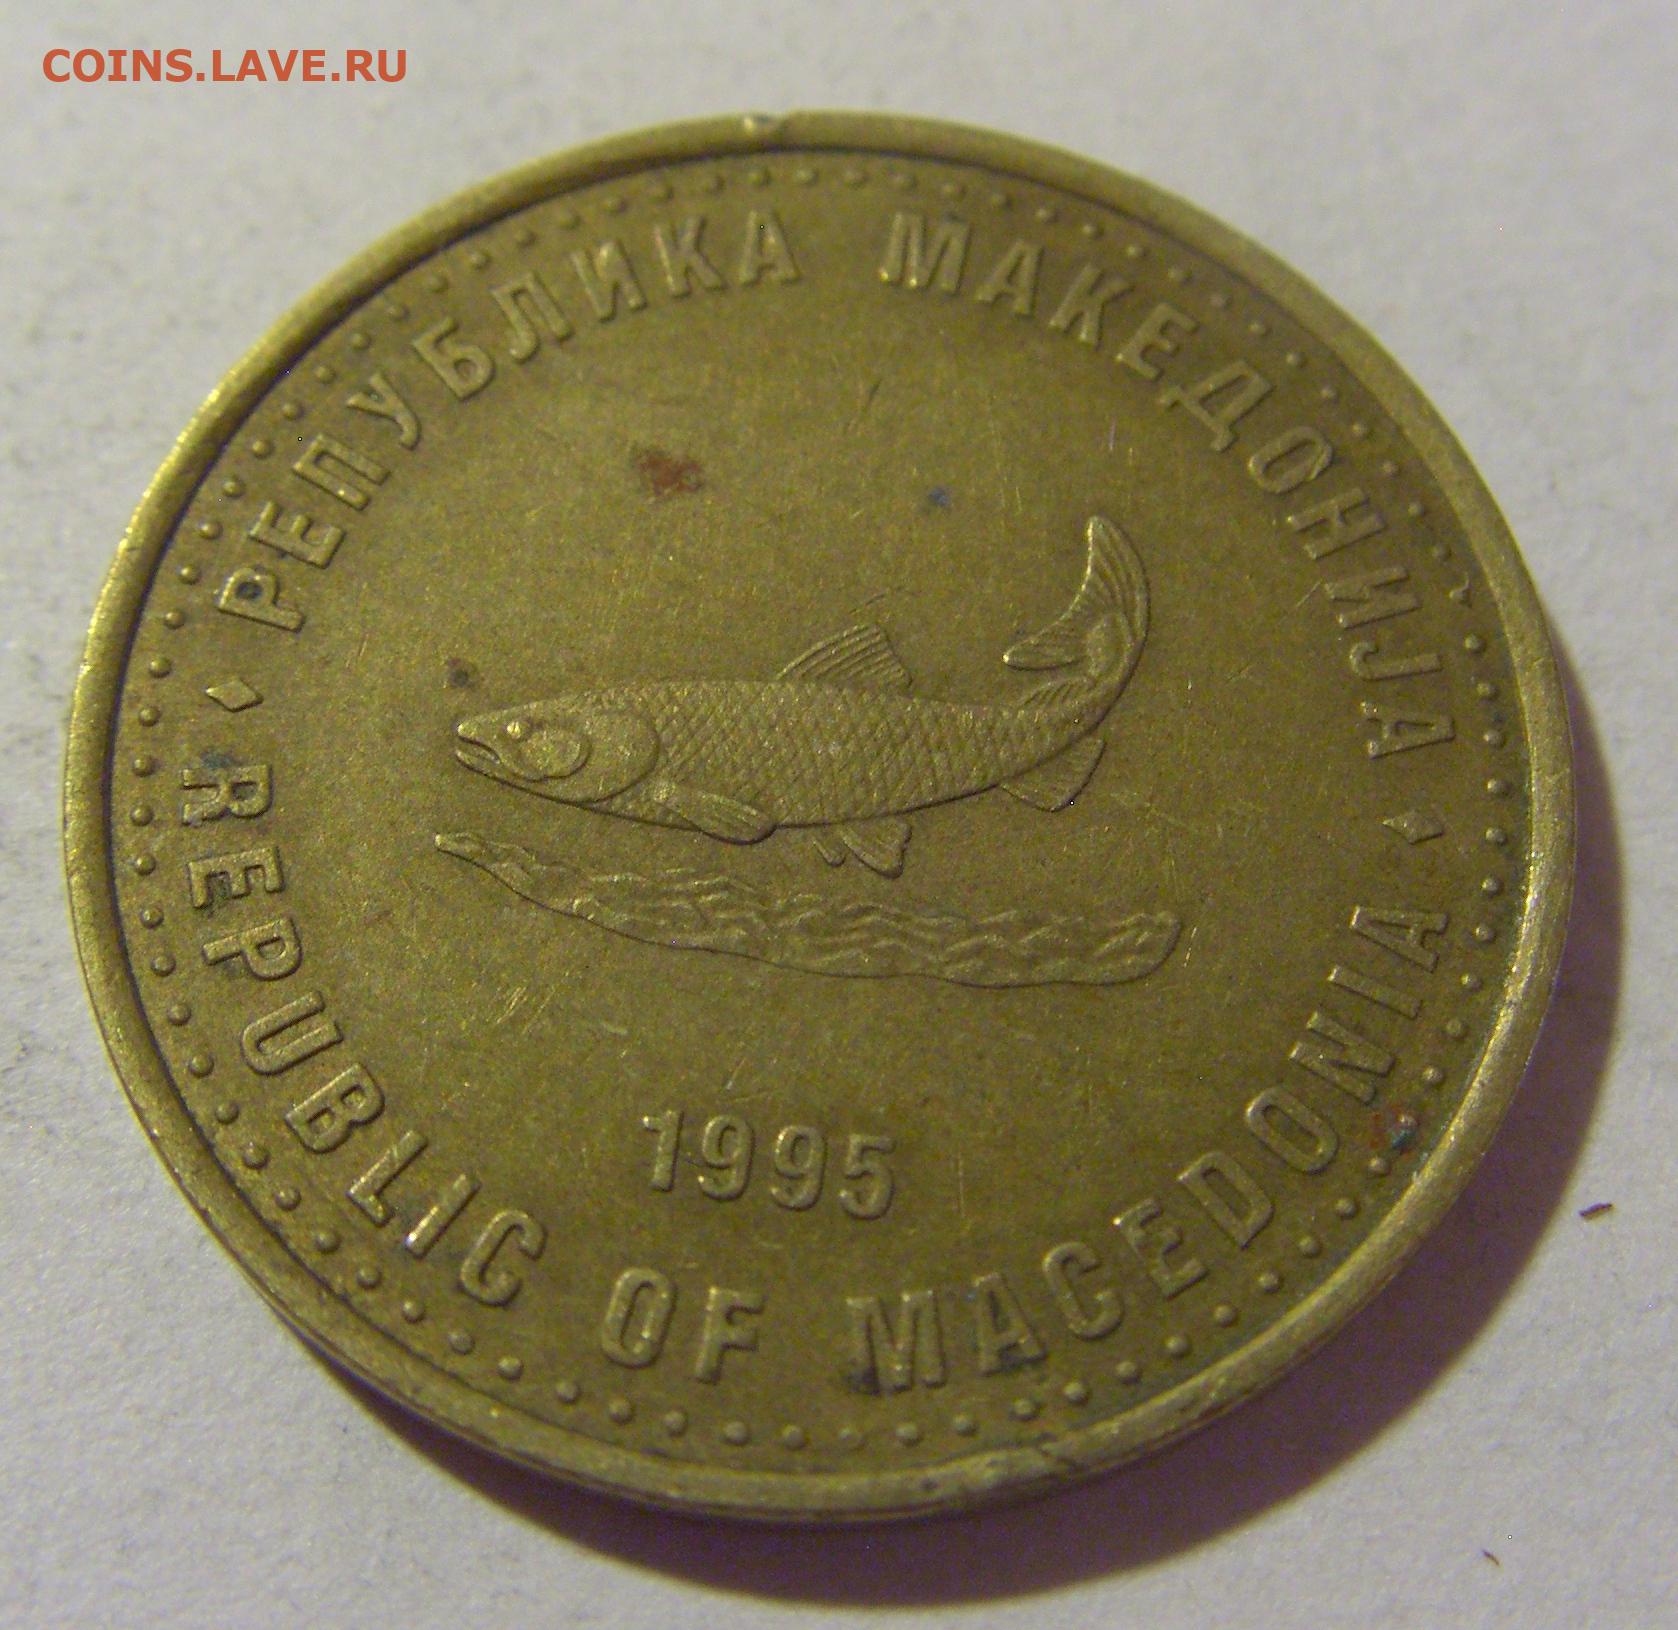 COINS.LAVE.RU
РЕПУБЛИКА МАКЕДОНИЈА
REPUBLIC OF MACEDONIA
1995